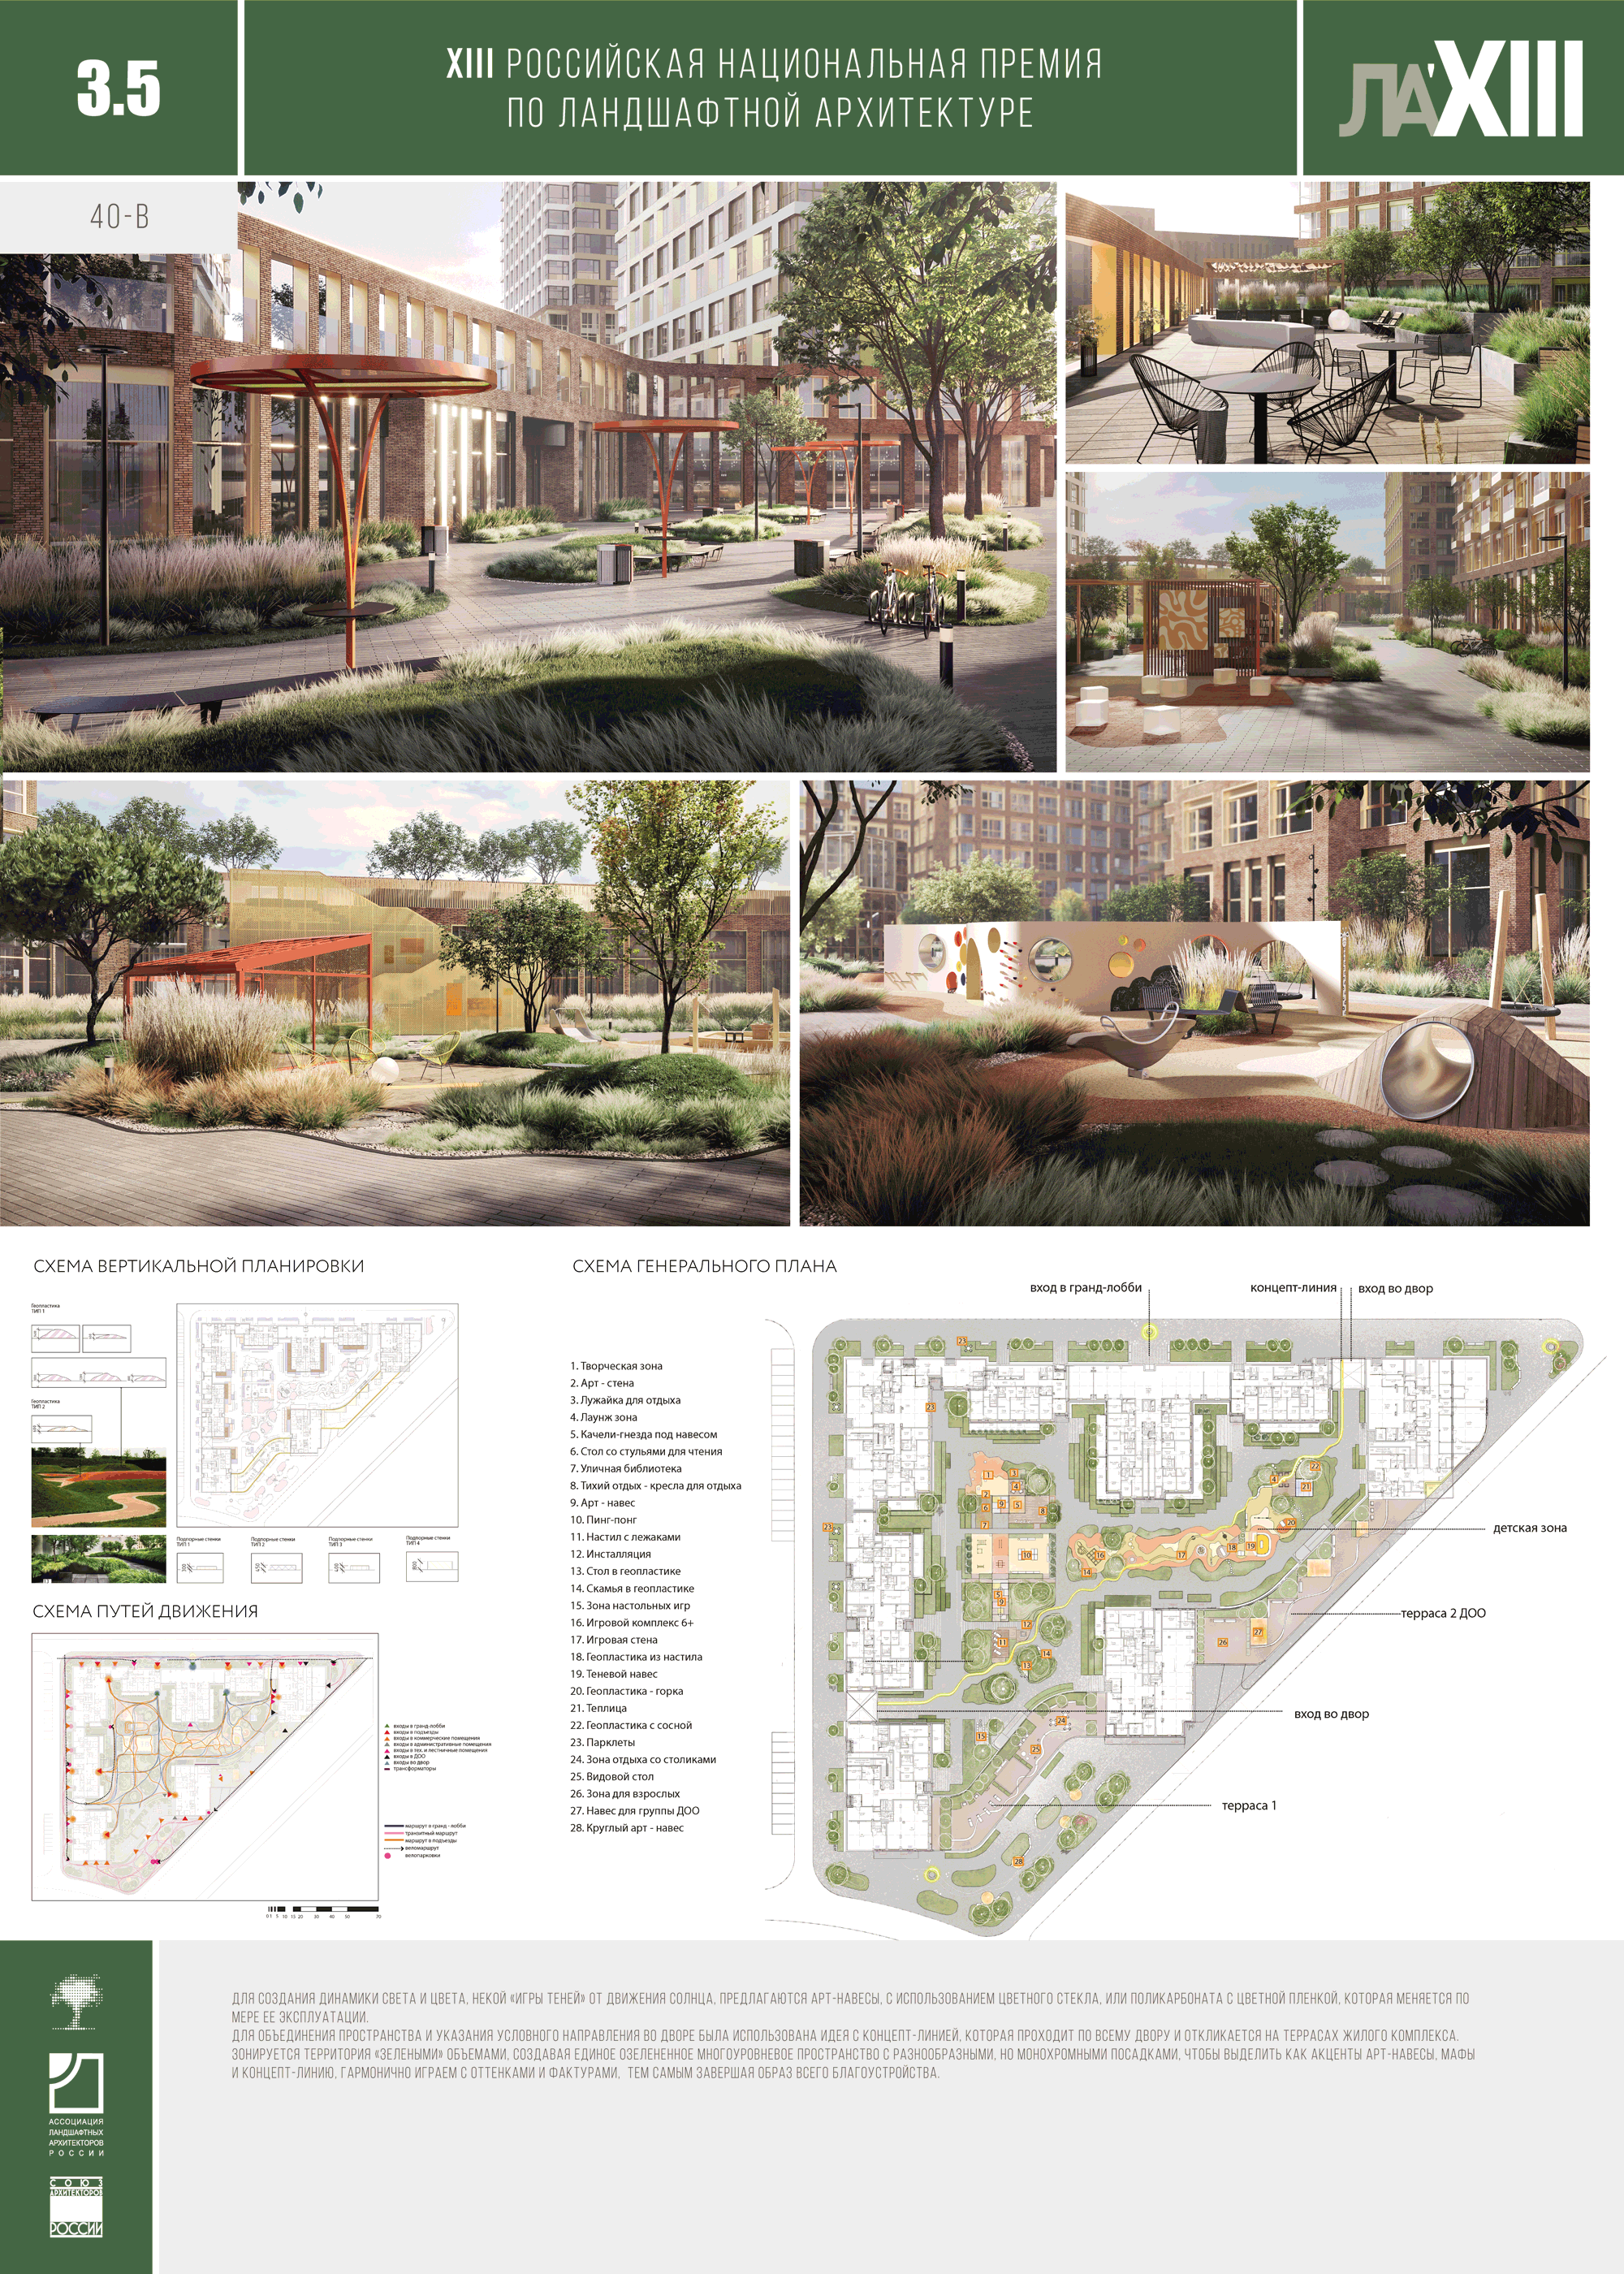 3.5
XIII РОССИЙСКАЯ НАЦИОНАЛЬНАЯ ПРЕМИЯ
ПО ЛАНДШАФТНОЙ АРХИТЕКТУРЕ
ЛА'XIII
40-В
СХЕМА ВЕРТИКАЛЬНОЙ ПЛАНИРОВКИ
Геопластика
ТИП 1
Геопластика
ТИП 2
Подпорные стенки
ТИП 1
Подпорные стенки
ТИП 2
Подпорные стенки
ТИП 3
Подпорные стенки
ТИП 4
СХЕМА ПУТЕЙ ДВИЖЕНИЯ
входы в гранд-лобби
входы в подъезды
входы в коммерческие помещения
входы в административные помещения
входы в тех. и лестничные помещения
входы в ДОО
входы во двор
трансформаторы
маршрут в гранд - лобби
транзитный маршрут
маршрут в подъезды
веломаршрут
велопарковки
0 1 5 10 15 20 30 40 50 70
СХЕМА ГЕНЕРАЛЬНОГО ПЛАНА
1. Творческая зона
2. Арт - стена
3. Лужайка для отдыха
4. Лаунж зона
5. Качели-гнезда под навесом
6. Стол со стульями для чтения
7. Уличная библиотека
8. Тихий отдых - кресла для отдыха
9. Арт - навес
10. Пинг-понг
11. Настил с лежаками
12. Инсталляция
13. Стол в геопластике
14. Скамья в геопластике
15. Зона настольных игр
16. Игровой комплекс 6+
17. Игровая стена
18. Геопластика из настила
19. Теневой навес
20. Геопластика - горка
21. Теплица
22. Геопластика с сосной
23. Парклеты
24. Зона отдыха со столиками
25. Видовой стол
26. Зона для взрослых
27. Навес для группы ДОО
28. Круглый арт - навес
вход в гранд-лобби
концепт-линия
вход во двор
детская зона
терраса 2 ДОО
вход во двор
терраса 1
ДЛЯ СОЗДАНИЯ ДИНАМИКИ СВЕТА И ЦВЕТА, НЕКОЙ «ИГРЫ ТЕНЕЙ» ОТ ДВИЖЕНИЯ СОЛНЦА, ПРЕДЛАГАЮТСЯ АРТ-НАВЕСЫ, С ИСПОЛЬЗОВАНИЕМ ЦВЕТНОГО СТЕКЛА, ИЛИ ПОЛИКАРБОНАТА С ЦВЕТНОЙ ПЛЕНКОЙ, КОТОРАЯ МЕНЯЕТСЯ ПО
МЕРЕ ЕЕ ЭКСПЛУАТАЦИИ.
ДЛЯ ОБЪЕДИНЕНИЯ ПРОСТРАНСТВА И УКАЗАНИЯ УСЛОВНОГО НАПРАВЛЕНИЯ ВО ДВОРЕ БЫЛА ИСПОЛЬЗОВАНА ИДЕЯ С КОНЦЕПТ-ЛИНИЕЙ, КОТОРАЯ ПРОХОДИТ ПО ВСЕМУ ДВОРУ И ОТКЛИКАЕТСЯ НА ТЕРРАСАХ ЖИЛОГО КОМПЛЕКСА.
ЗОНИРУЕТСЯ ТЕРРИТОРИЯ «ЗЕЛЕНЫМИ» ОБЪЕМАМИ, СОЗДАВАЯ ЕДИНОЕ ОЗЕЛЕНЕННОЕ МНОГОУРОВНЕВОЕ ПРОСТРАНСТВО С РАЗНООБРАЗНЫМИ, НО МОНОХРОМНЫМИ ПОСАДКАМИ, ЧТОБЫ ВЫДЕЛИТЬ КАК АКЦЕНТЫ АРТ-НАВЕСЫ, МАФЫ
И КОНЦЕПТ-ЛИНИЮ, ГАРМОНИЧНО ИГРАЕМ С ОТТЕНКАМИ И ФАКТУРАМИ, ТЕМ САМЫМ ЗАВЕРШАЯ ОБРАЗ ВСЕГО БЛАГОУСТРОЙСТВА.
АССОЦИАЦИЯ
ЛАНДШАФТНЫХ
АРХИТЕКТОРОВ
РОССИИ
СОЮЗ
АРХИТЕКТОРОВ
РОССИИ